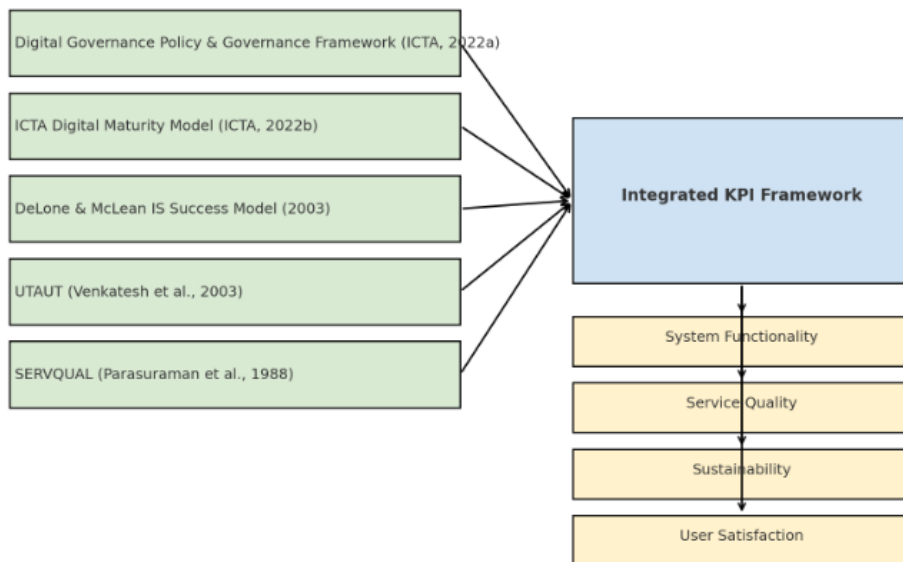 Digital Governance Policy & Governance Framework (ICTA, 2022a)
ICTA Digital Maturity Model (ICTA, 2022b)
DeLone & McLean IS Success Model (2003)
UTAUT (Venkatesh et al., 2003)
SERVQUAL (Parasuraman et al., 1988)
Integrated KPI Framework
System Functionality
Service Quality
Sustainability
User Satisfaction